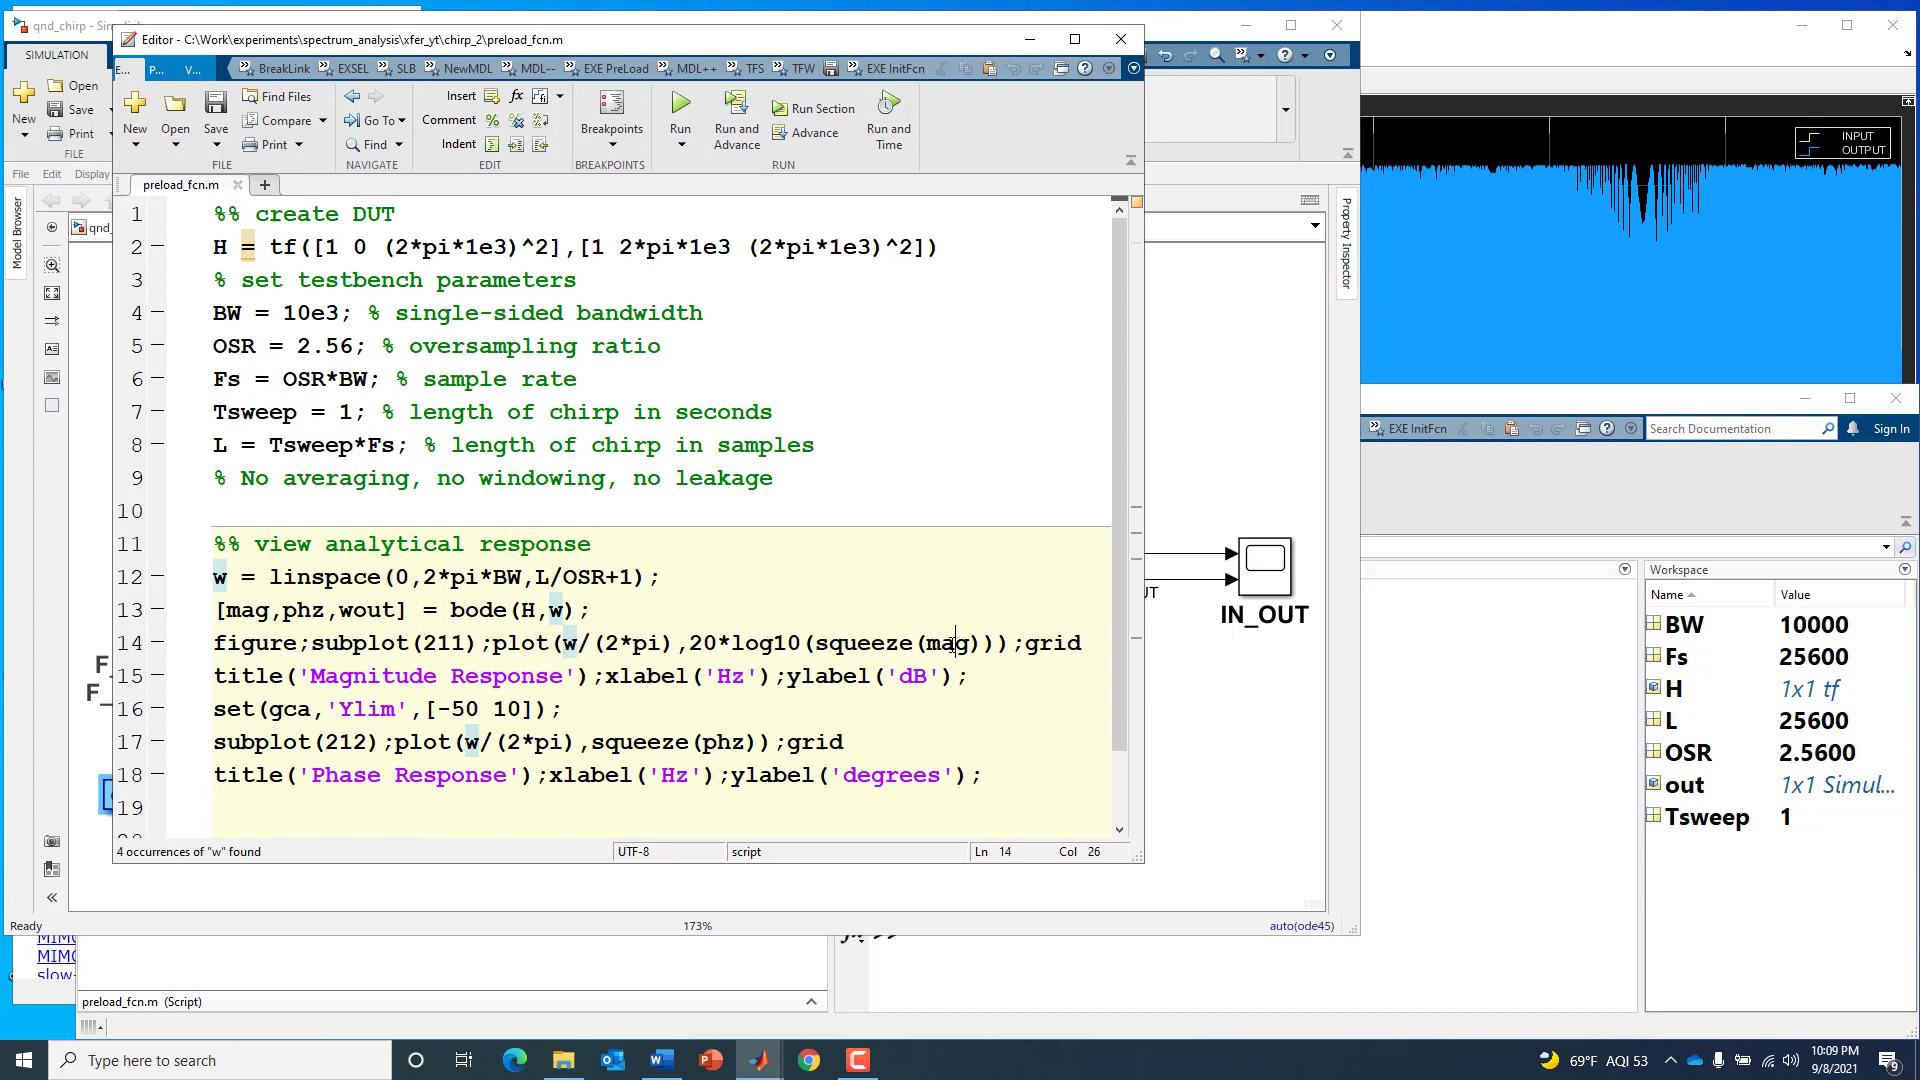 qnd_chirp - Sim
SIMULATION
New
Open
Save
Print
FILE
File Edit Display
Model Browser
qnd_
Editor - C:\Work\experiments\spectrum_analysis\xfer_yt\chirp_2\preload_fcn.m
E... P... V...
BreakLink EXSEL SLB NewMDL MDL-- EXE PreLoad MDL++ TFS TFW EXE InitFcn
New Open Save
Find Files
Compare
Print
FILE
Go To
Find
NAVIGATE
Insert
Comment
Indent
EDIT
Breakpoints
BREAKPOINTS
Run
Run and Advance
Run Section
Advance
Run and Time
RUN
preload_fcn.m
1 %% create DUT
2 H = tf([1 0 (2*pi*1e3)^2],[1 2*pi*1e3 (2*pi*1e3)^2])
3 % set testbench parameters
4 BW = 10e3; % single-sided bandwidth
5 OSR = 2.56; % oversampling ratio
6 Fs = OSR*BW; % sample rate
7 Tsweep = 1; % length of chirp in seconds
8 L = Tsweep*Fs; % length of chirp in samples
9 % No averaging, no windowing, no leakage
10
11 %% view analytical response
12 w = linspace(0,2*pi*BW,L/OSR+1);
13 [mag,phz,wout] = bode(H,w);
14 figure;subplot(211);plot(w/(2*pi),20*log10(squeeze(mag)));grid
15 title('Magnitude Response');xlabel('Hz');ylabel('dB');
16 set(gca,'Ylim',[-50 10]);
17 subplot(212);plot(w/(2*pi),squeeze(phz));grid
18 title('Phase Response');xlabel('Hz');ylabel('degrees');
19
4 occurrences of "w" found UTF-8 script Ln 14 Col 26
Ready 173% auto(ode45)
F_
F_
UT
IN_OUT
Property Inspector
INPUT
OUTPUT
EXE InitFcn
Search Documentation
Sign In
Workspace
Name Value
BW 10000
Fs 25600
H 1x1 tf
L 25600
OSR 2.5600
out 1x1 Simul...
Tsweep 1
MIMO
MIMO
slow-
preload_fcn.m (Script)
Type here to search
69°F AQI 53
10:09 PM
9/8/2021
9